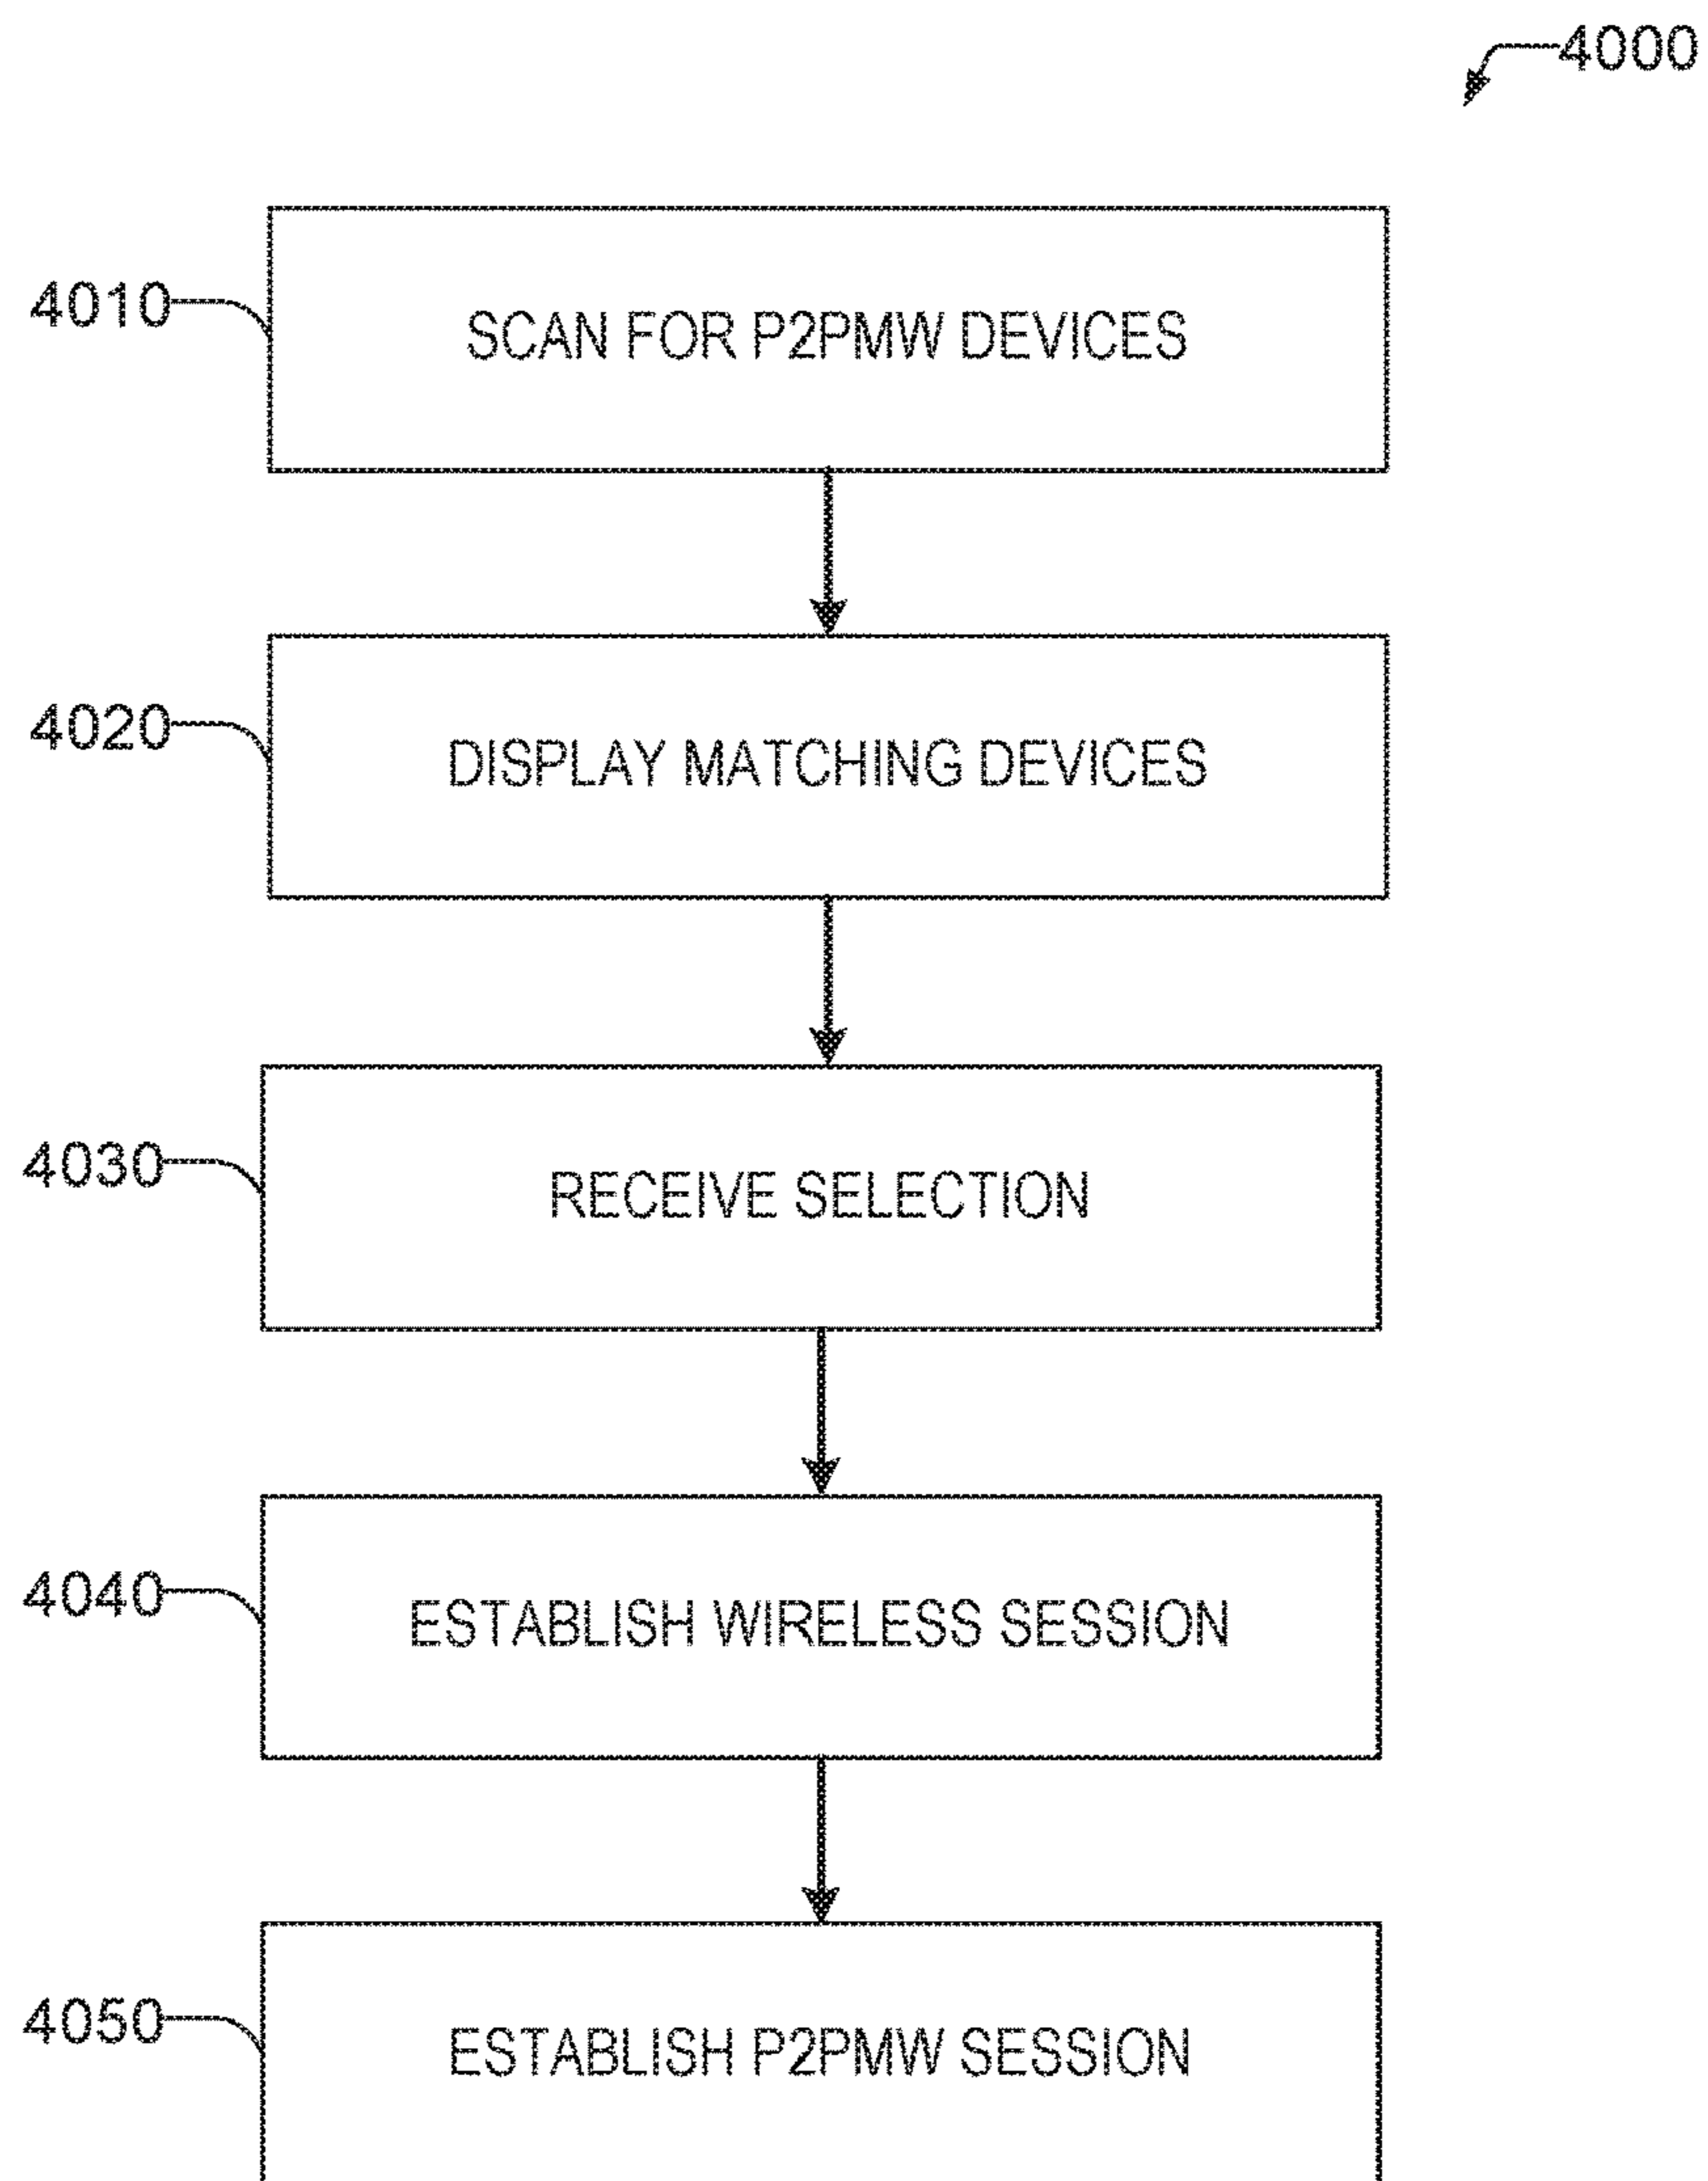 4000
4010
SCAN FOR P2PMW DEVICES
4020
DISPLAY MATCHING DEVICES
4030
RECEIVE SELECTION
4040
ESTABLISH WIRELESS SESSION
4050
ESTABLISH P2PMW SESSION